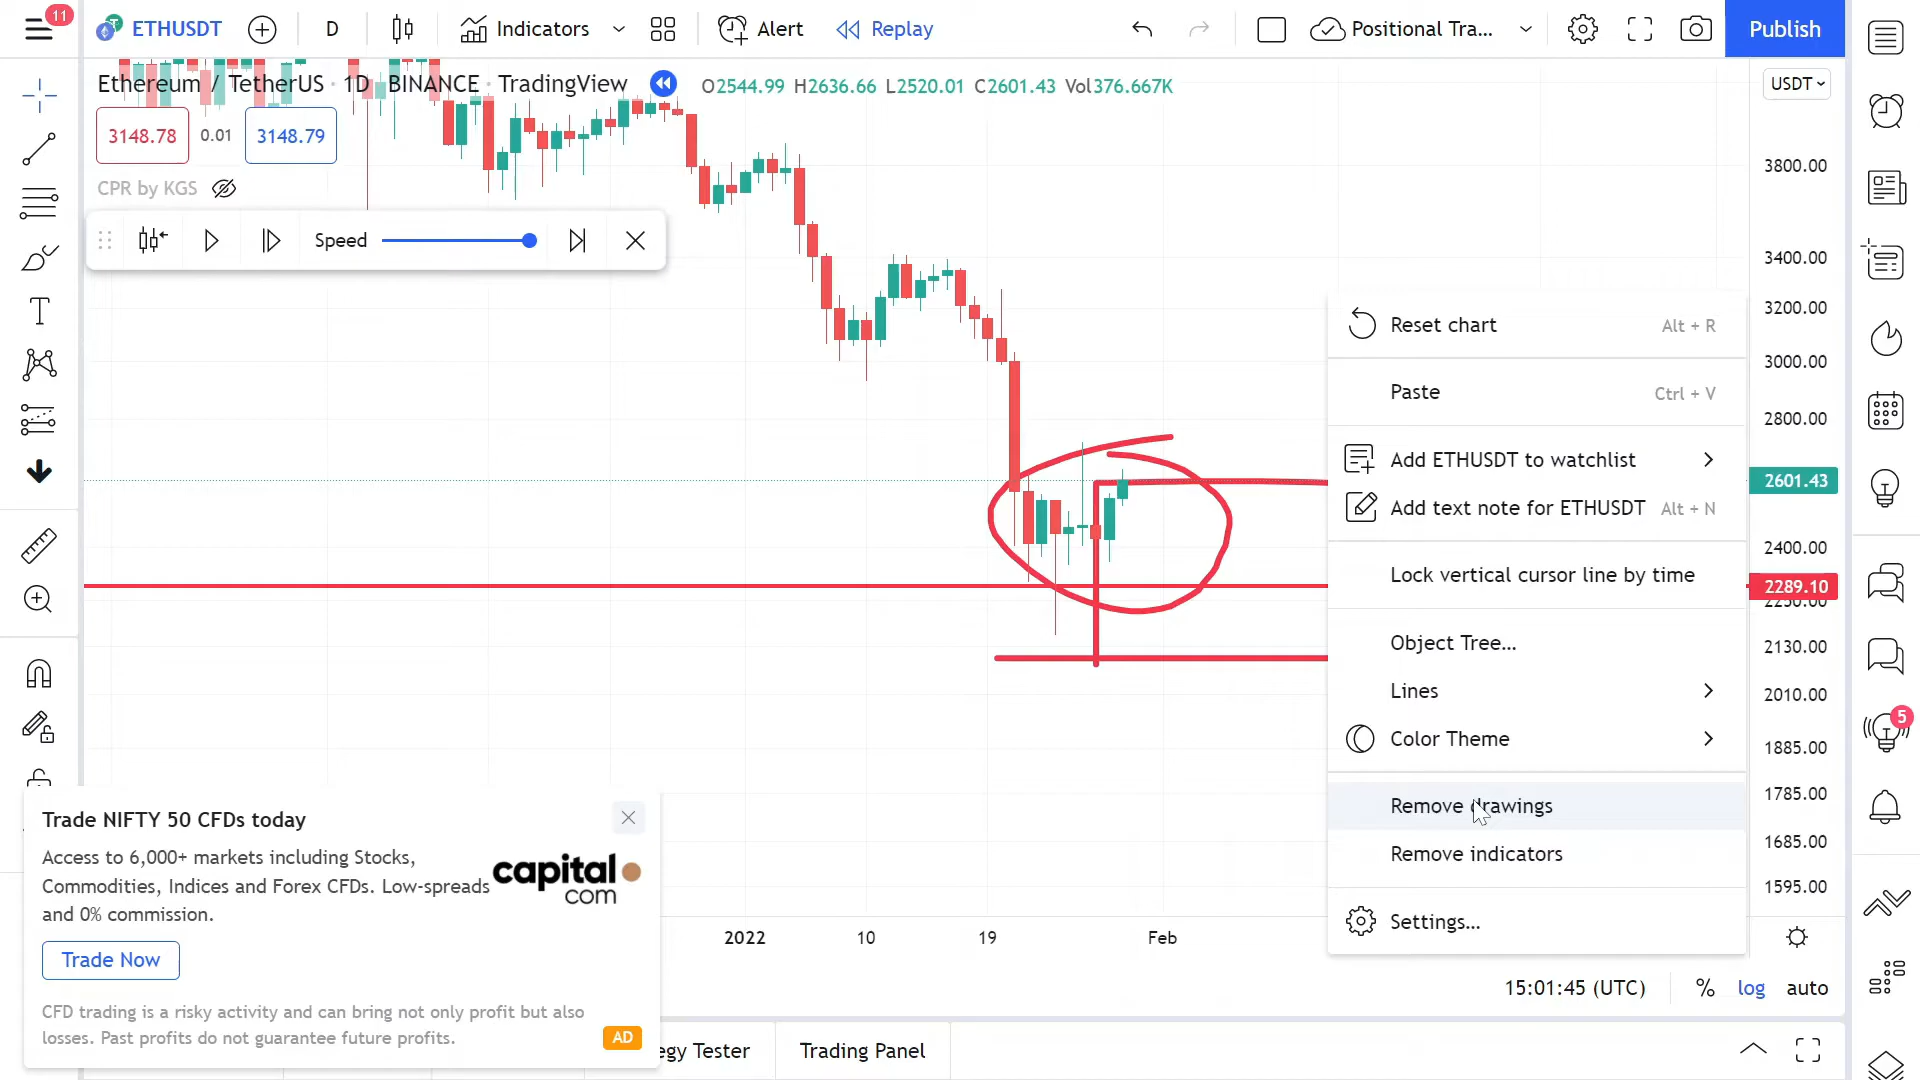 11
ETHUSDT
D
Indicators
Alert
Replay
Positional Tra...
Publish
Ethereum / TetherUS · 1D · BINANCE · TradingView
O2544.99 H2636.66 L2520.01 C2601.43 Vol376.667K
USDT
3148.78
0.01
3148.79
CPR by KGS
Speed
3800.00
3400.00
3200.00
3000.00
2800.00
2601.43
2400.00
2289.10
2130.00
2010.00
1885.00
1785.00
1685.00
1595.00
Reset chart Alt + R
Paste Ctrl + V
Add ETHUSDT to watchlist
Add text note for ETHUSDT Alt + N
Lock vertical cursor line by time
Object Tree...
Lines
Color Theme
Remove drawings
Remove indicators
Settings...
5
Trade NIFTY 50 CFDs today
Access to 6,000+ markets including Stocks,
Commodities, Indices and Forex CFDs. Low-spreads
and 0% commission.
capital
com
Trade Now
CFD trading is a risky activity and can bring not only profit but also
losses. Past profits do not guarantee future profits.
AD
2022
10
19
Feb
15:01:45 (UTC)
%
log
auto
egy Tester
Trading Panel